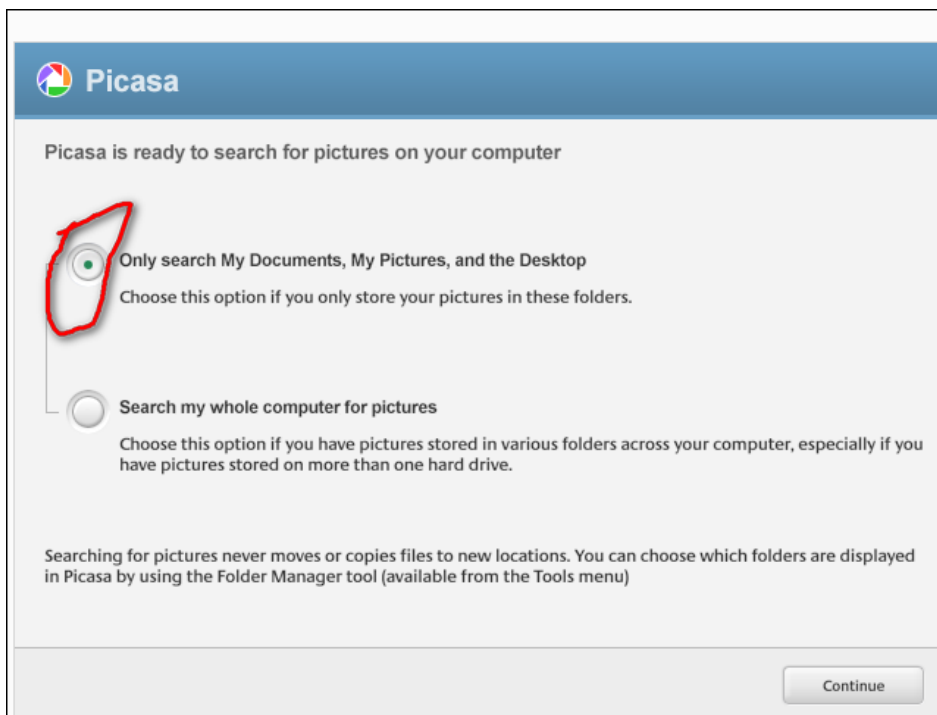 Picasa
Picasa is ready to search for pictures on your computer
Only search My Documents, My Pictures, and the Desktop
Choose this option if you only store your pictures in these folders.
Search my whole computer for pictures
Choose this option if you have pictures stored in various folders across your computer, especially if you
have pictures stored on more than one hard drive.
Searching for pictures never moves or copies files to new locations. You can choose which folders are displayed
in Picasa by using the Folder Manager tool (available from the Tools menu)
Continue